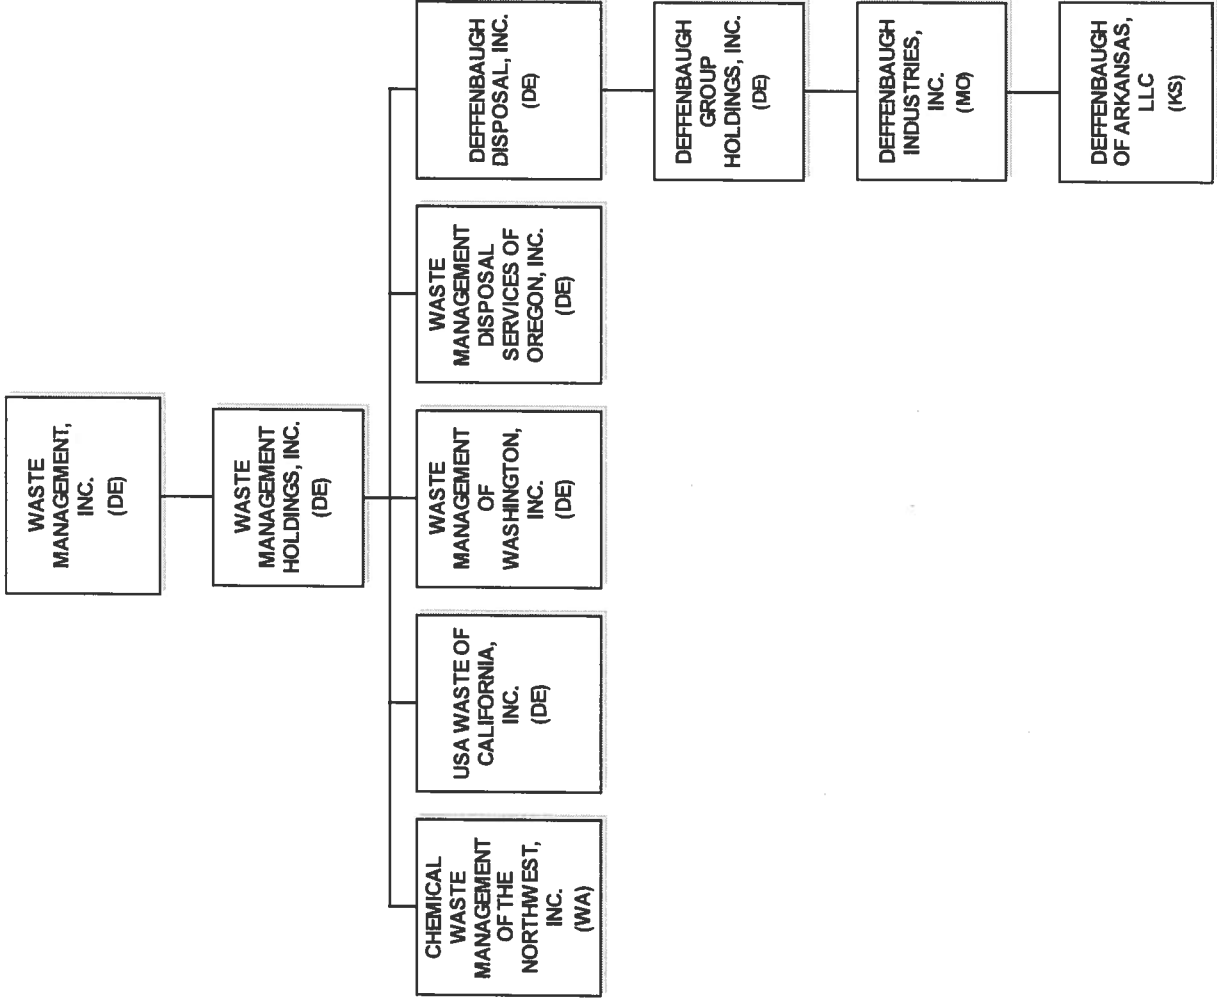 WASTE
MANAGEMENT,
INC.
(DE)
WASTE
MANAGEMENT
HOLDINGS, INC.
(DE)
CHEMICAL
WASTE
MANAGEMENT
OF THE
NORTHWEST,
INC.
(WA)
USA WASTE OF
CALIFORNIA,
INC.
(DE)
WASTE
MANAGEMENT
OF
WASHINGTON,
INC.
(DE)
WASTE
MANAGEMENT
DISPOSAL
SERVICES OF
OREGON, INC.
(DE)
DEFFENBAUGH
DISPOSAL, INC.
(DE)
DEFFENBAUGH
GROUP
HOLDINGS, INC.
(DE)
DEFFENBAUGH
INDUSTRIES,
INC.
(MO)
DEFFENBAUGH
OF ARKANSAS,
LLC
(KS)